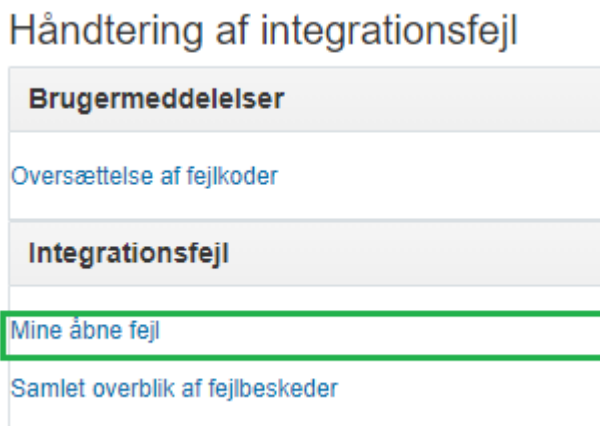 Håndtering af integrationsfejl
Brugermeddelelser
Oversættelse af fejlkoder
Integrationsfejl
Mine åbne fejl
Samlet overblik af fejlbeskeder